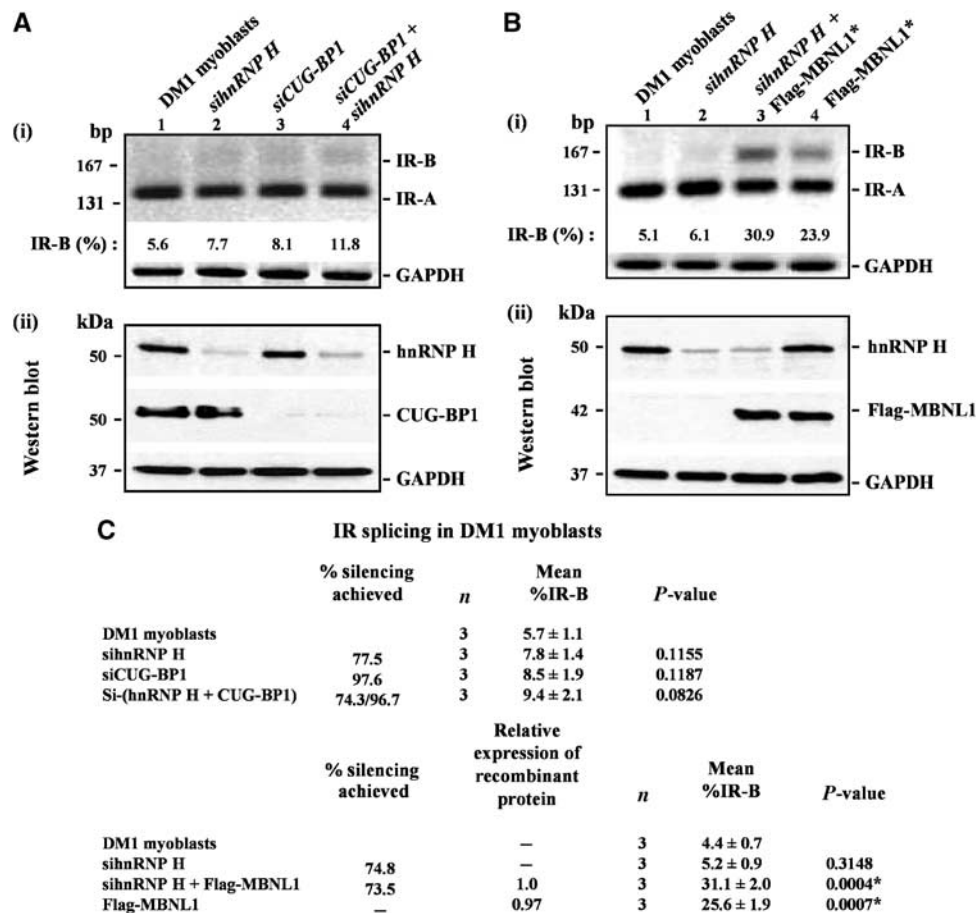 A
DM1 myoblasts
sihnRNP H
siCUG-BP1
siCUG-BP1 +
sihnRNP H
(i) bp 1 2 3 4
167 - - IR-B
131 - - IR-A
IR-B (%) : 5.6 7.7 8.1 11.8
- GAPDH
(ii) kDa
50 - - hnRNP H
50 - - CUG-BP1
37 - - GAPDH
Western blot
B
DM1 myoblasts
sihnRNP H
sihnRNP H +
Flag-MBNL1*
Flag-MBNL1*
(i) bp 1 2 3 4
167 - - IR-B
131 - - IR-A
IR-B (%) : 5.1 6.1 30.9 23.9
- GAPDH
(ii) kDa
50 - - hnRNP H
42 - - Flag-MBNL1
37 - - GAPDH
Western blot
C IR splicing in DM1 myoblasts
% silencing Mean
achieved n %IR-B P-value
DM1 myoblasts 3 5.7 ± 1.1
sihnRNP H 77.5 3 7.8 ± 1.4 0.1155
siCUG-BP1 97.6 3 8.5 ± 1.9 0.1187
Si-(hnRNP H + CUG-BP1) 74.3/96.7 3 9.4 ± 2.1 0.0826
Relative
expression of
% silencing recombinant Mean
achieved protein n %IR-B P-value
DM1 myoblasts – 3 4.4 ± 0.7
sihnRNP H 74.8 – 3 5.2 ± 0.9 0.3148
sihnRNP H + Flag-MBNL1 73.5 1.0 3 31.1 ± 2.0 0.0004*
Flag-MBNL1 – 0.97 3 25.6 ± 1.9 0.0007*